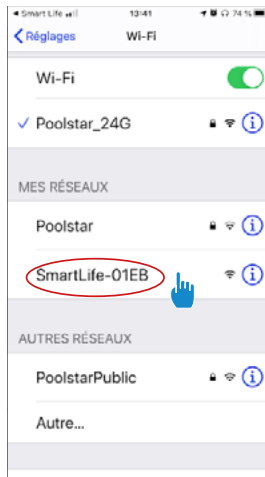 Smart Life 13:41 74 %
Réglages Wi-Fi
Wi-Fi
Poolstar_24G
MES RÉSEAUX
Poolstar
SmartLife-01EB
AUTRES RÉSEAUX
PoolstarPublic
Autre...